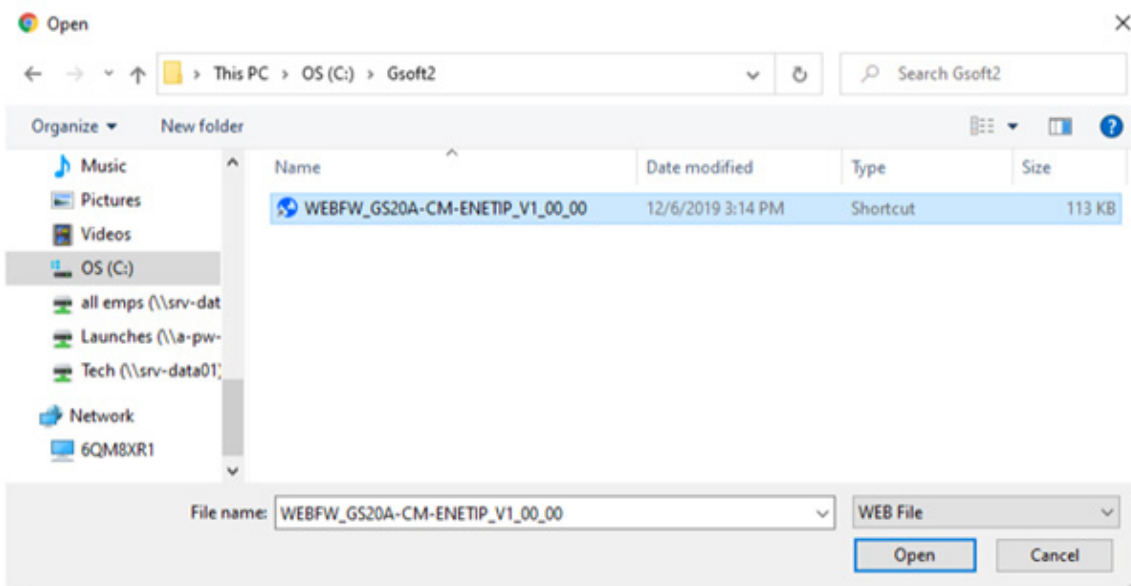 Open
This PC > OS (C:) > Gsoft2
Search Gsoft2
Organize
New folder
Name
Date modified
Type
Size
Music
Pictures
Videos
OS (C:)
all emps (\\srv-dat
Launches (\\a-pw-
Tech (\\srv-data01)
Network
6QM8XR1
WEBFW_GS20A-CM-ENETIP_V1_00_00 12/6/2019 3:14 PM Shortcut 113 KB
File name: WEBFW_GS20A-CM-ENETIP_V1_00_00
WEB File
Open
Cancel